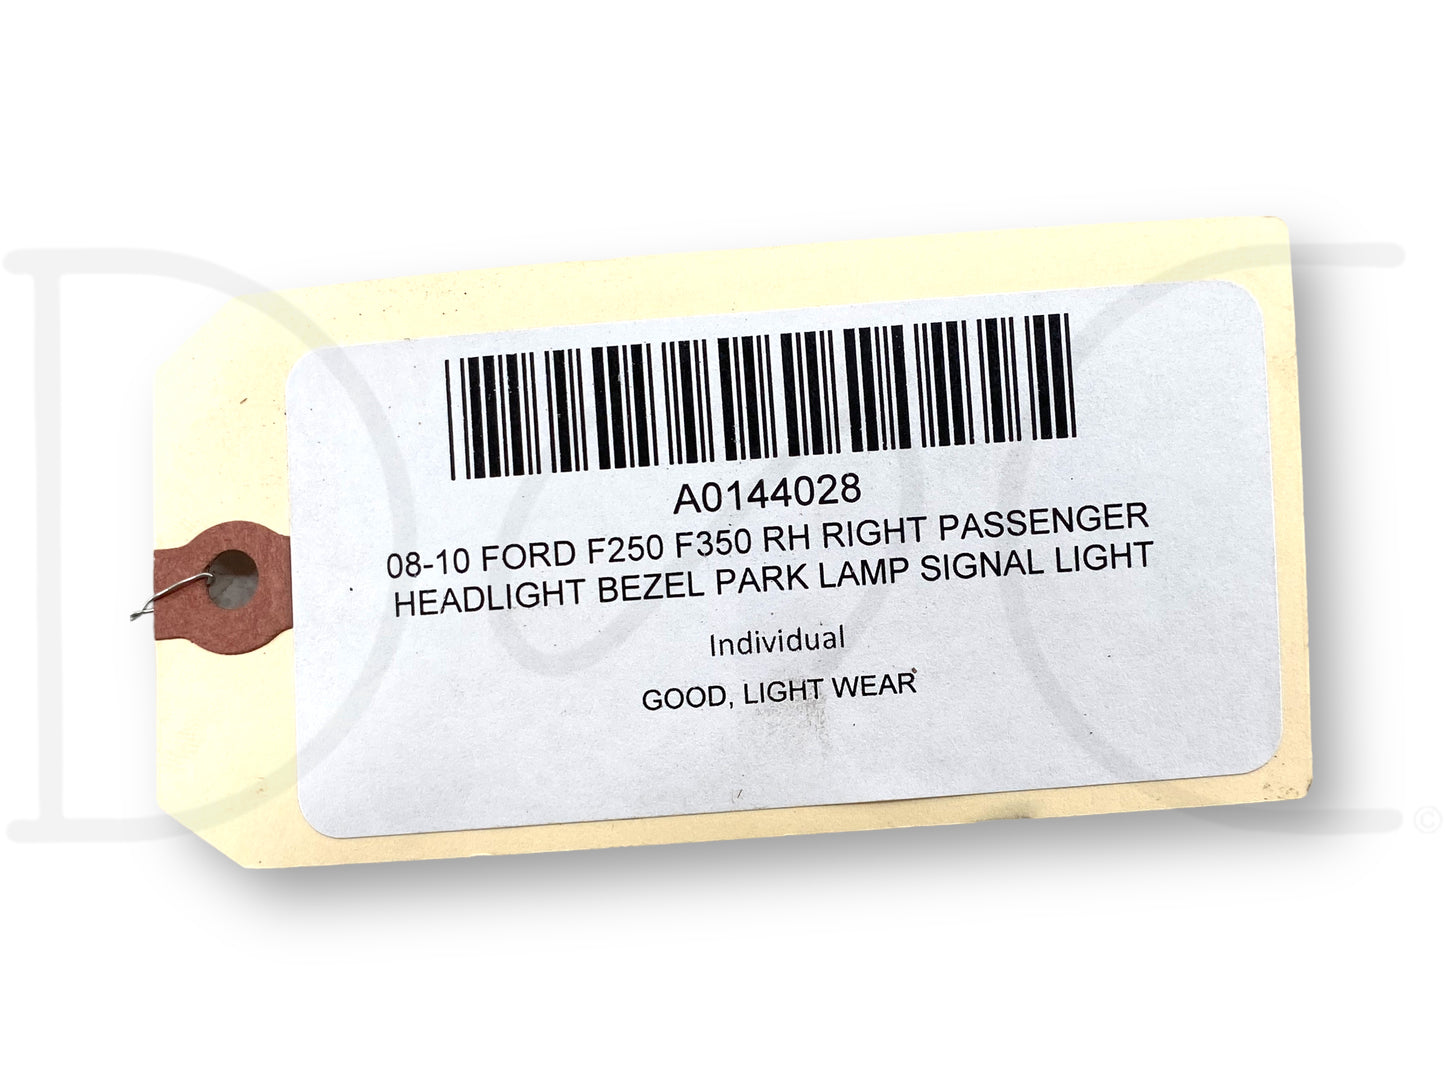 A0144028
08-10 FORD F250 F350 RH RIGHT PASSENGER
HEADLIGHT BEZEL PARK LAMP SIGNAL LIGHT
Individual
GOOD, LIGHT WEAR
©